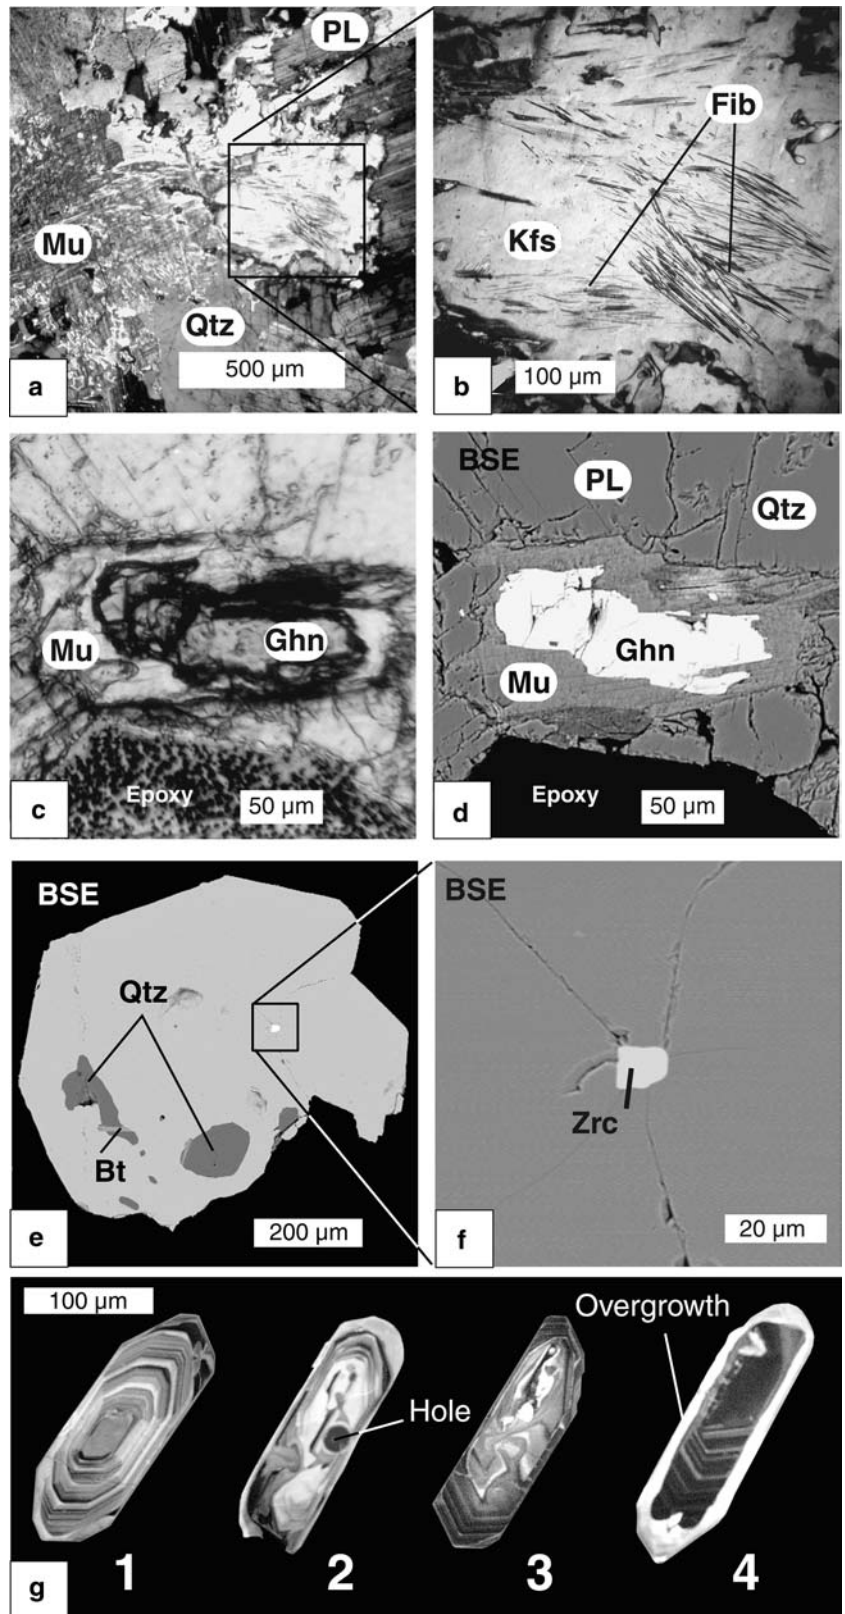 PL
Mu
Qtz
500 µm
a
Fib
Kfs
100 µm
b
Mu
Ghn
Epoxy
50 µm
c
BSE
PL
Qtz
Ghn
Mu
Epoxy
50 µm
d
BSE
Qtz
Bt
200 µm
e
BSE
Zrc
20 µm
f
100 µm
Overgrowth
Hole
1 2 3 4
g